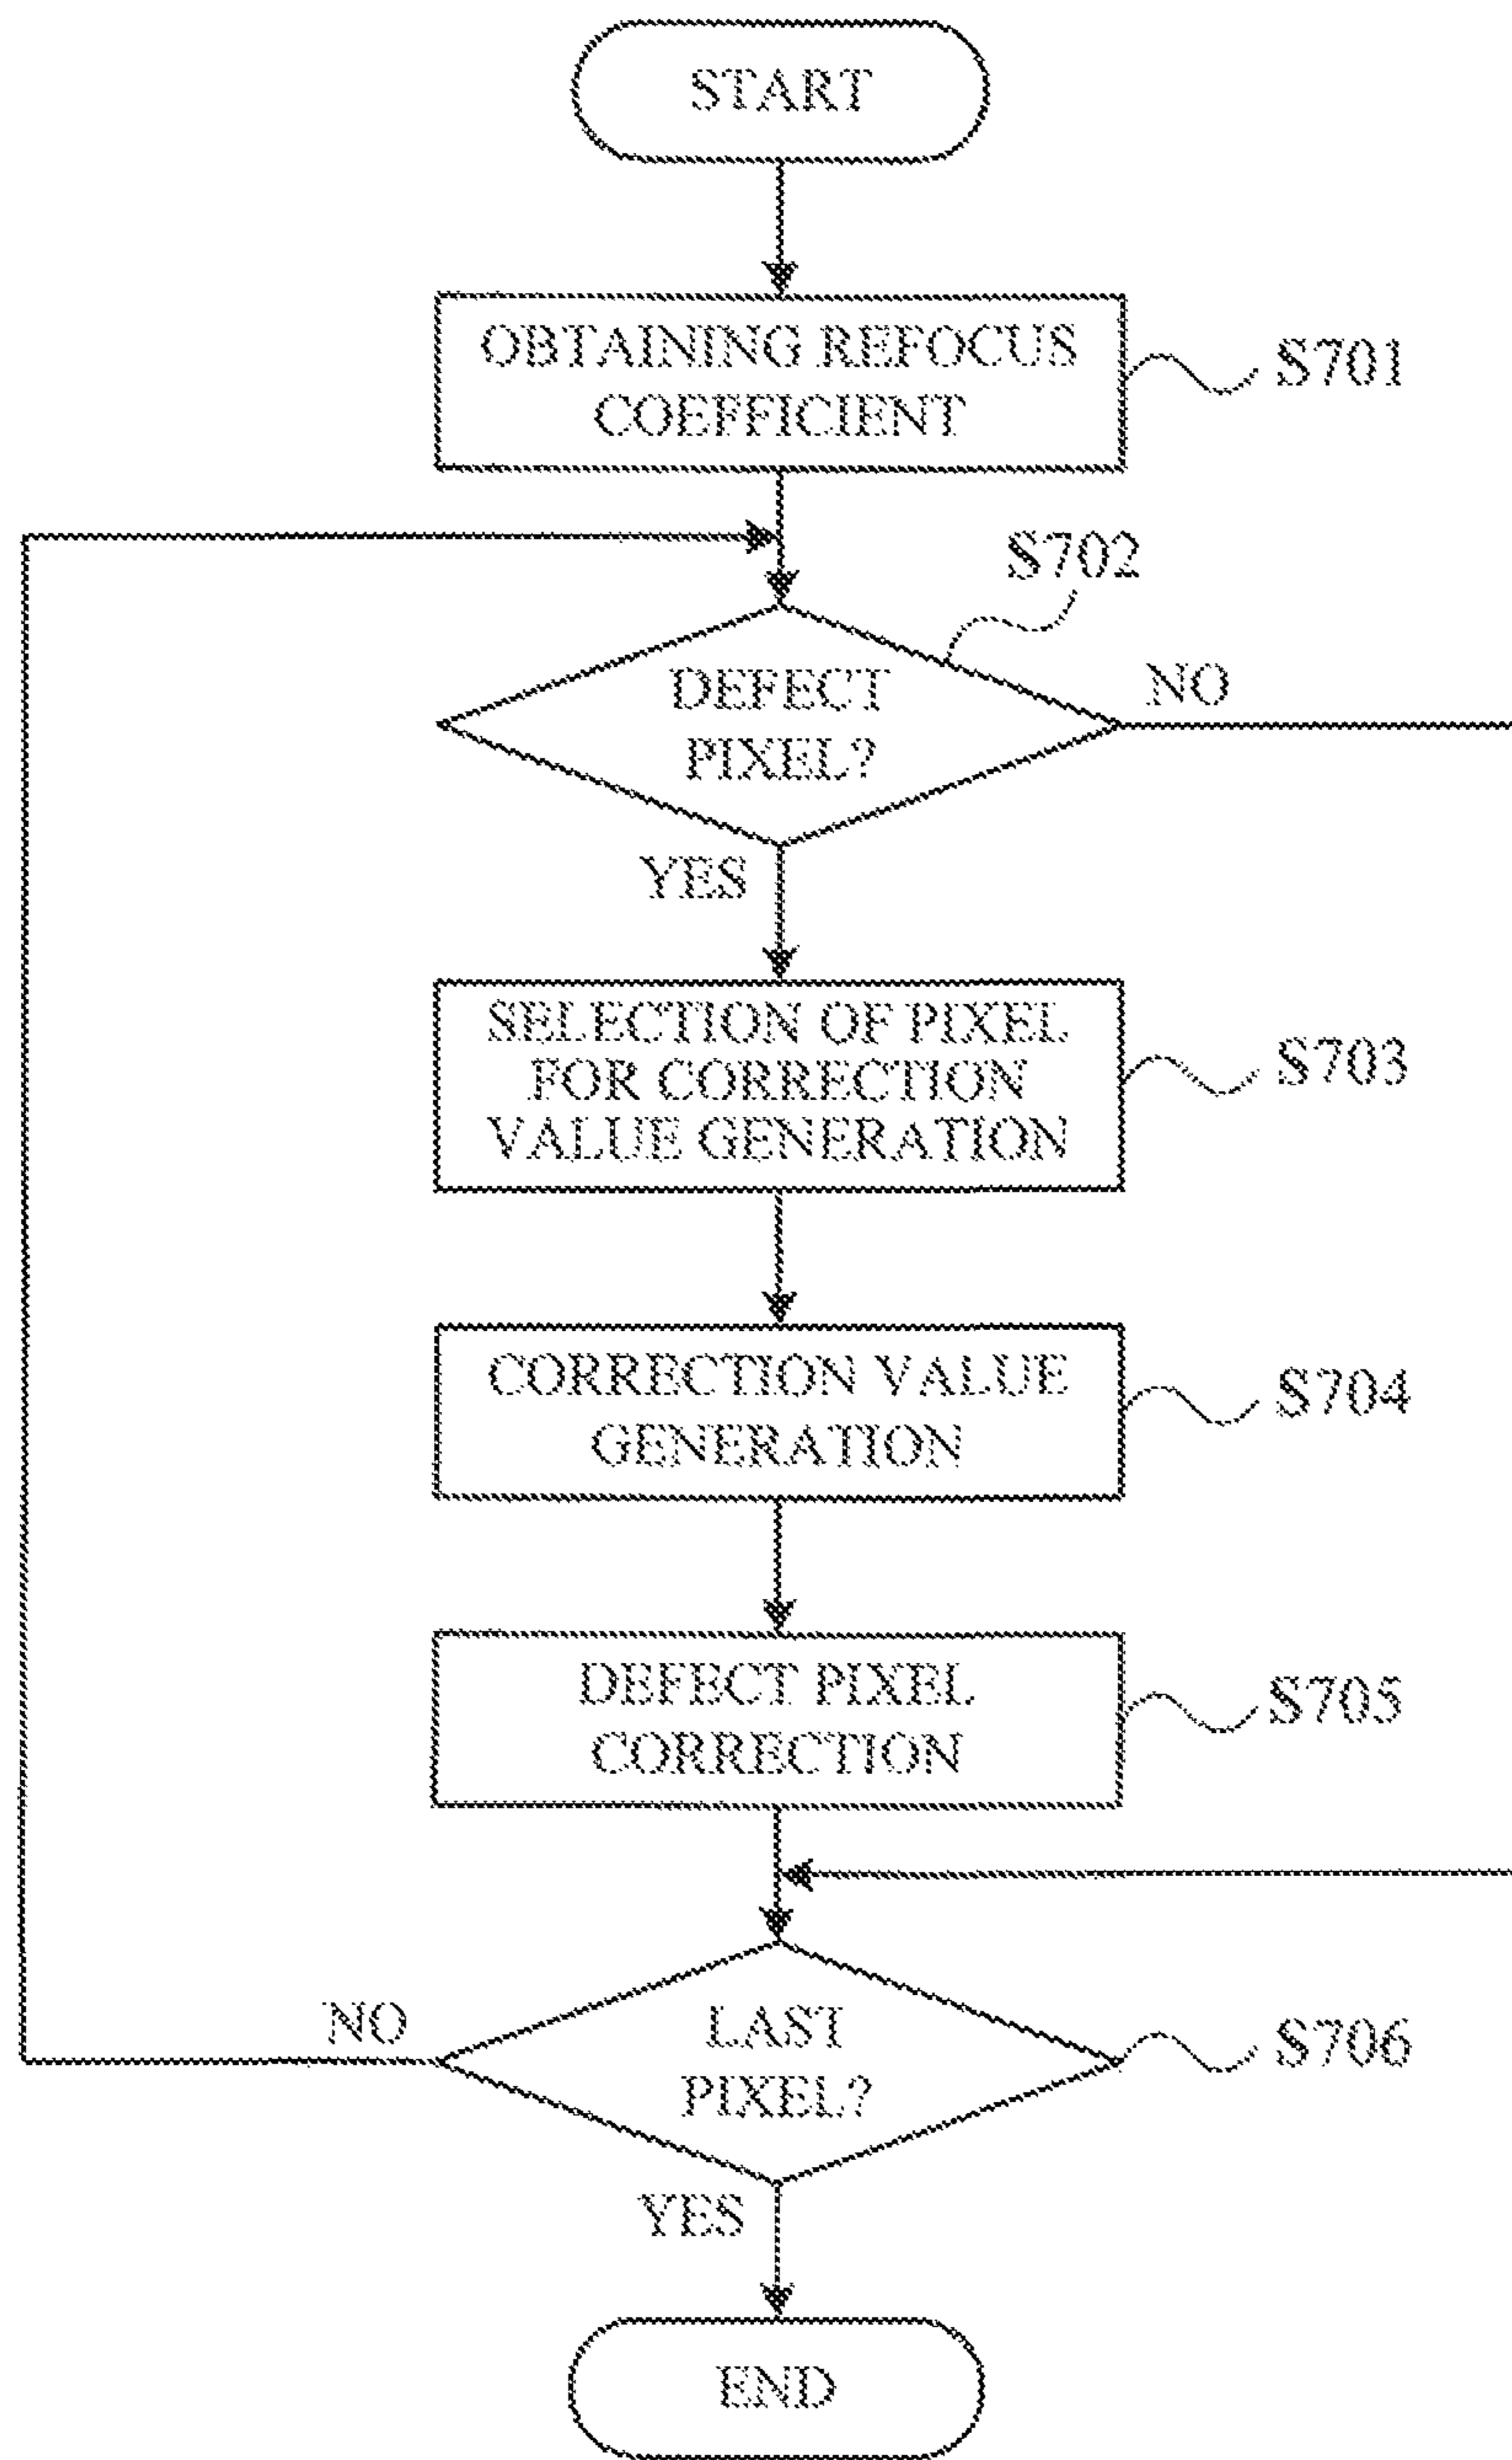 START
OBTAINING REFOCUS
COEFFICIENT
S701
S702
DEFECT
PIXEL?
NO
YES
SELECTION OF PIXEL
FOR CORRECTION
VALUE GENERATION
S703
CORRECTION VALUE
GENERATION
S704
DEFECT PIXEL
CORRECTION
S705
LAST
PIXEL?
NO
S706
YES
END